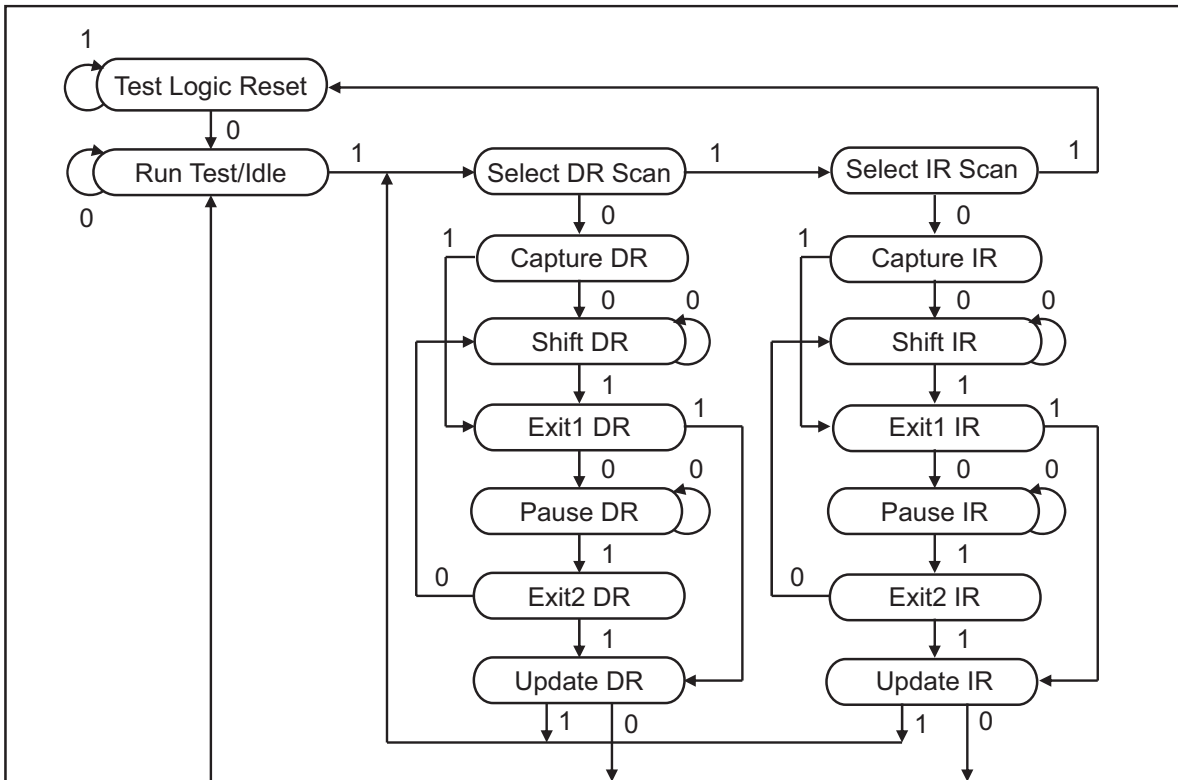 1
Test Logic Reset
0
Run Test/Idle
1
0
Select DR Scan
1
Select IR Scan
1
0
0
1
Capture DR
1
Capture IR
0
0
0
0
Shift DR
Shift IR
1
1
Exit1 DR
1
Exit1 IR
1
0
0
0
0
Pause DR
Pause IR
1
1
0
Exit2 DR
0
Exit2 IR
1
1
Update DR
Update IR
1
0
1
0